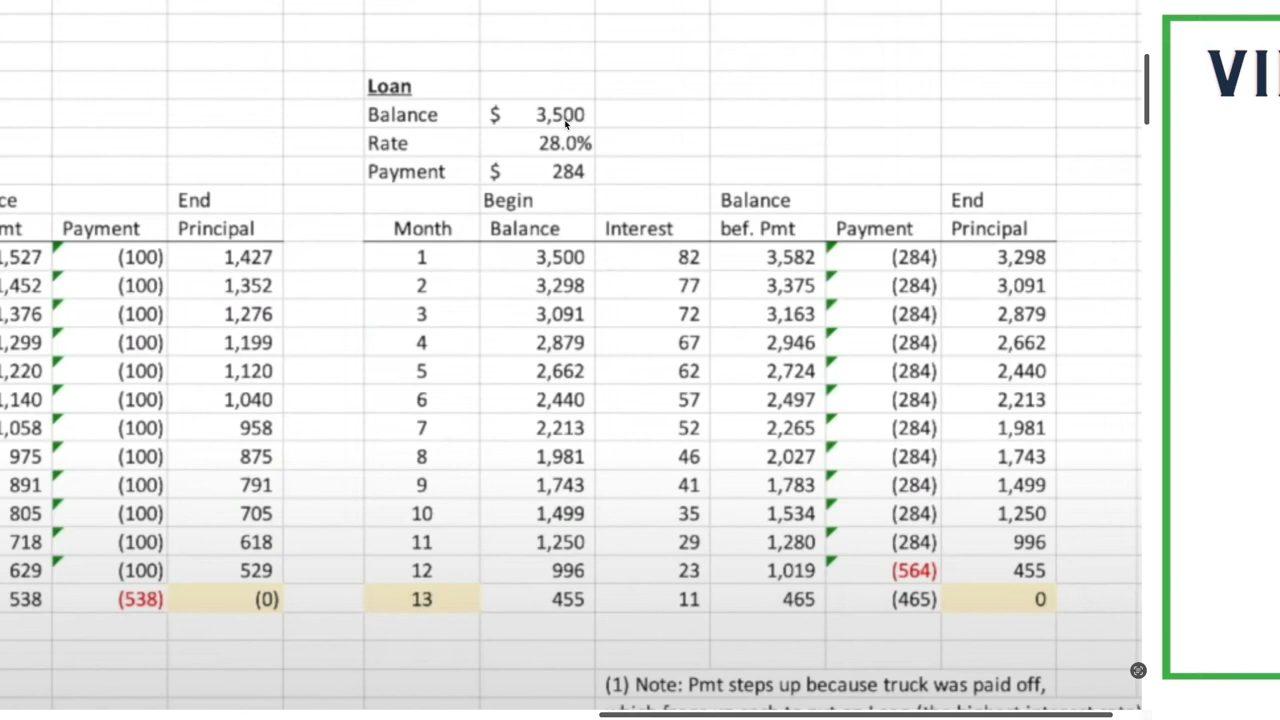 Loan
Balance $ 3,500
Rate 28.0%
Payment $ 284
End Begin Balance End
Payment Principal Month Balance Interest bef. Pmt Payment Principal
,527 (100) 1,427 1 3,500 82 3,582 (284) 3,298
,452 (100) 1,352 2 3,298 77 3,375 (284) 3,091
,376 (100) 1,276 3 3,091 72 3,163 (284) 2,879
,299 (100) 1,199 4 2,879 67 2,946 (284) 2,662
,220 (100) 1,120 5 2,662 62 2,724 (284) 2,440
,140 (100) 1,040 6 2,440 57 2,497 (284) 2,213
,058 (100) 958 7 2,213 52 2,265 (284) 1,981
975 (100) 875 8 1,981 46 2,027 (284) 1,743
891 (100) 791 9 1,743 41 1,783 (284) 1,499
805 (100) 705 10 1,499 35 1,534 (284) 1,250
718 (100) 618 11 1,250 29 1,280 (284) 996
629 (100) 529 12 996 23 1,019 (564) 455
538 (538) (0) 13 455 11 465 (465) 0
(1) Note: Pmt steps up because truck was paid off,